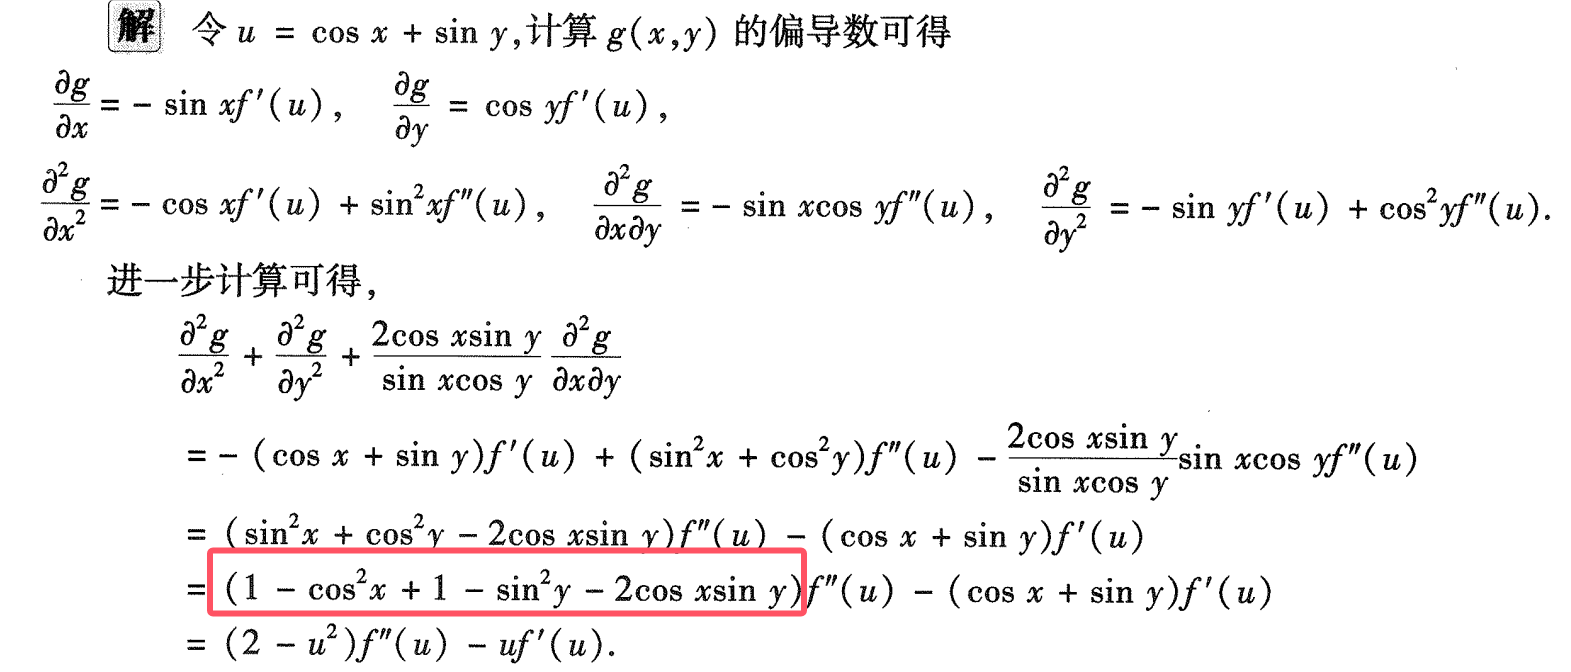 解 令 u = cos x + sin y,计算 g(x,y) 的偏导数可得
∂g/∂x = - sin xf′(u), ∂g/∂y = cos yf′(u),
∂²g/∂x² = - cos xf′(u) + sin²xf″(u), ∂²g/∂x∂y = - sin xcos yf″(u), ∂²g/∂y² = - sin yf′(u) + cos²yf″(u).
进一步计算可得,
∂²g/∂x² + ∂²g/∂y² + 2cos xsin y/sin xcos y ∂²g/∂x∂y
= - (cos x + sin y)f′(u) + (sin²x + cos²y)f″(u) - 2cos xsin y/sin xcos y sin xcos yf″(u)
= (sin²x + cos²y - 2cos xsin y)f″(u) - (cos x + sin y)f′(u)
= (1 - cos²x + 1 - sin²y - 2cos xsin y)f″(u) - (cos x + sin y)f′(u)
= (2 - u²)f″(u) - uf′(u).